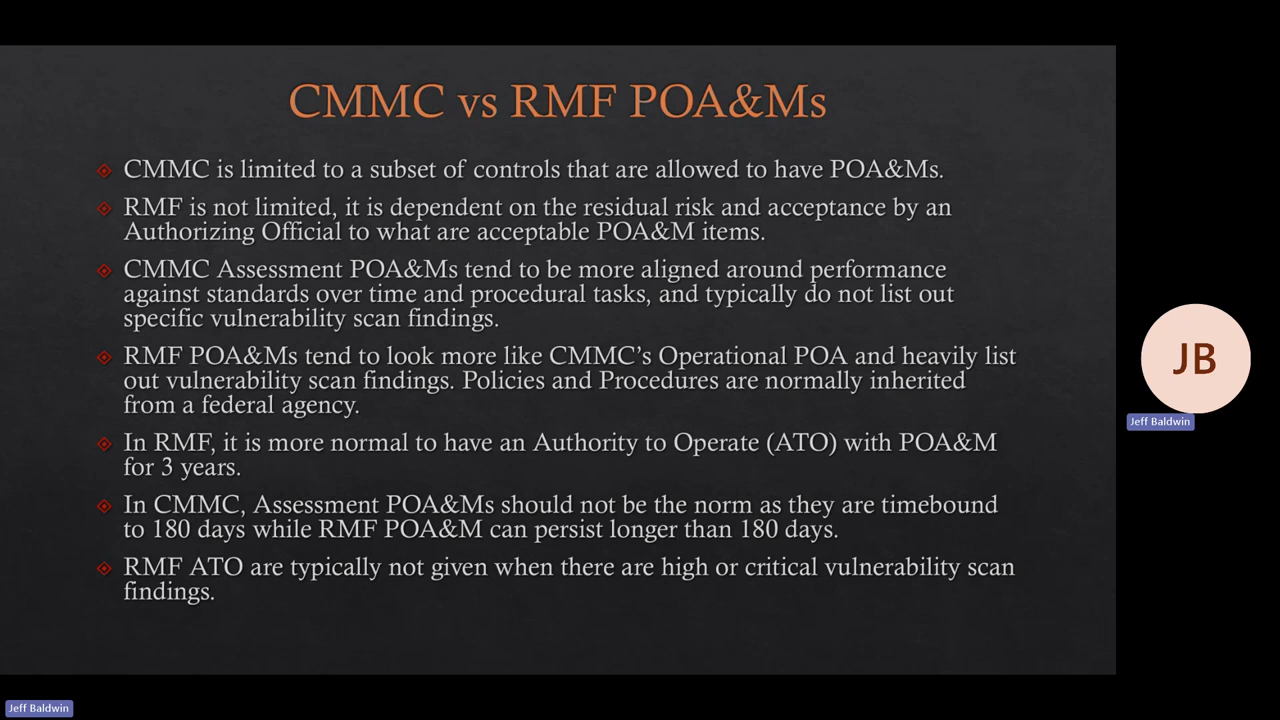 CMMC vs RMF POA&Ms
CMMC is limited to a subset of controls that are allowed to have POA&Ms.
RMF is not limited, it is dependent on the residual risk and acceptance by an
Authorizing Official to what are acceptable POA&M items.
CMMC Assessment POA&Ms tend to be more aligned around performance
against standards over time and procedural tasks, and typically do not list out
specific vulnerability scan findings.
RMF POA&Ms tend to look more like CMMC’s Operational POA and heavily list
out vulnerability scan findings. Policies and Procedures are normally inherited
from a federal agency.
In RMF, it is more normal to have an Authority to Operate (ATO) with POA&M
for 3 years.
In CMMC, Assessment POA&Ms should not be the norm as they are timebound
to 180 days while RMF POA&M can persist longer than 180 days.
RMF ATO are typically not given when there are high or critical vulnerability scan
findings.
JB
Jeff Baldwin
Jeff Baldwin